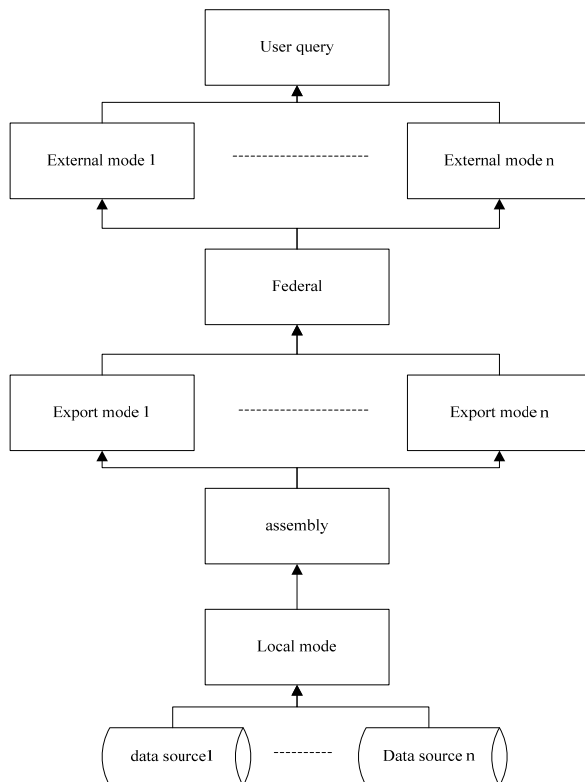 User query
External mode 1
External mode n
Federal
Export mode 1
Export mode n
assembly
Local mode
data source1
Data source n